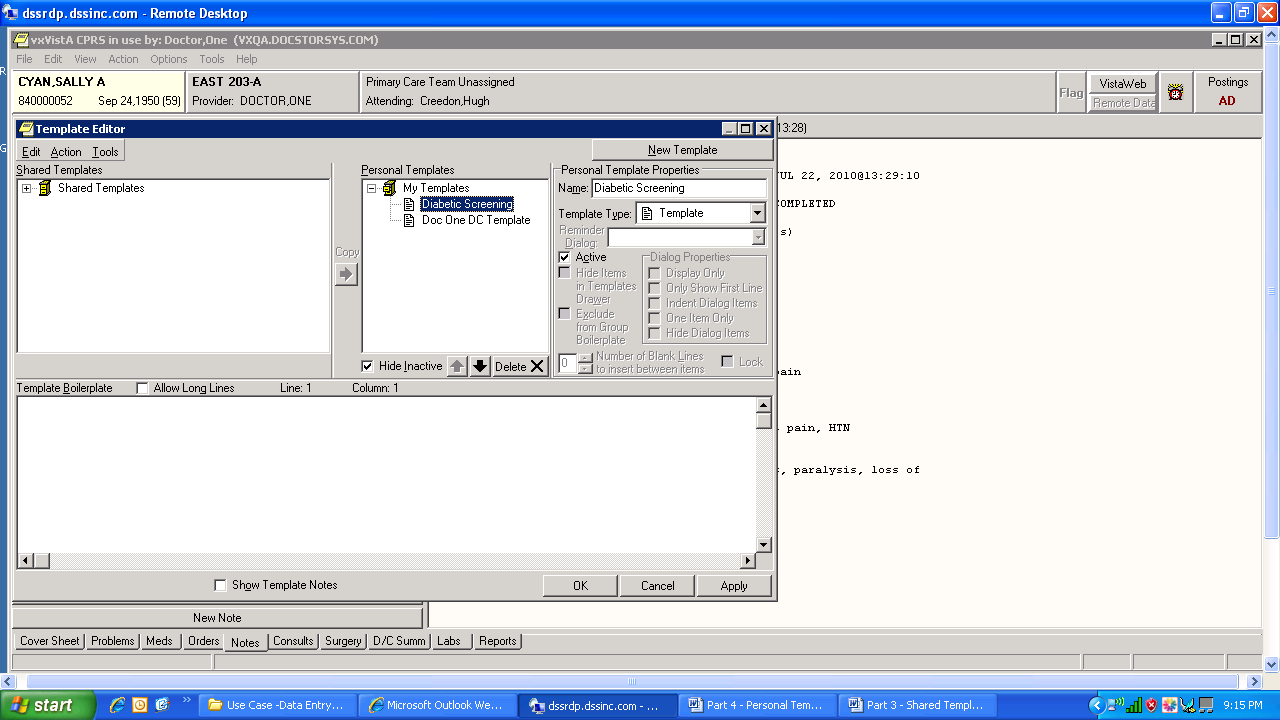 dssrdp.dssinc.com - Remote Desktop
vxVistA CPRS in use by: Doctor,One (VXQA.DOCSTORSYS.COM)
File Edit View Action Options Tools Help
CYAN,SALLY A EAST 203-A Primary Care Team Unassigned Flag VistaWeb Postings
840000052 Sep 24,1950 (59) Provider: DOCTOR,ONE Attending: Creedon,Hugh Remote Data AD
Template Editor 13:28)
Edit Action Tools New Template
Shared Templates Personal Templates Personal Template Properties
Shared Templates My Templates Name: Diabetic Screening
Diabetic Screening
Doc One DC Template Template Type: Template
Reminder Dialog:
Copy
Active Dialog Properties
Hide Items in Templates Drawer Display Only
Only Show First Line
Indent Dialog Items
Exclude from Group Boilerplate One Item Only
Hide Dialog Items
Hide Inactive Delete 0 Number of Blank Lines to insert between items Lock
Template Boilerplate Allow Long Lines Line: 1 Column: 1
UL 22, 2010@13:29:10
OMPLETED
s)
ain
pain, HTN
, paralysis, loss of
Show Template Notes OK Cancel Apply
New Note
Cover Sheet Problems Meds Orders Notes Consults Surgery D/C Summ Labs Reports
start Use Case -Data Entry... Microsoft Outlook We... dssrdp.dssinc.com - ... Part 4 - Personal Tem... Part 3 - Shared Templ... 9:15 PM